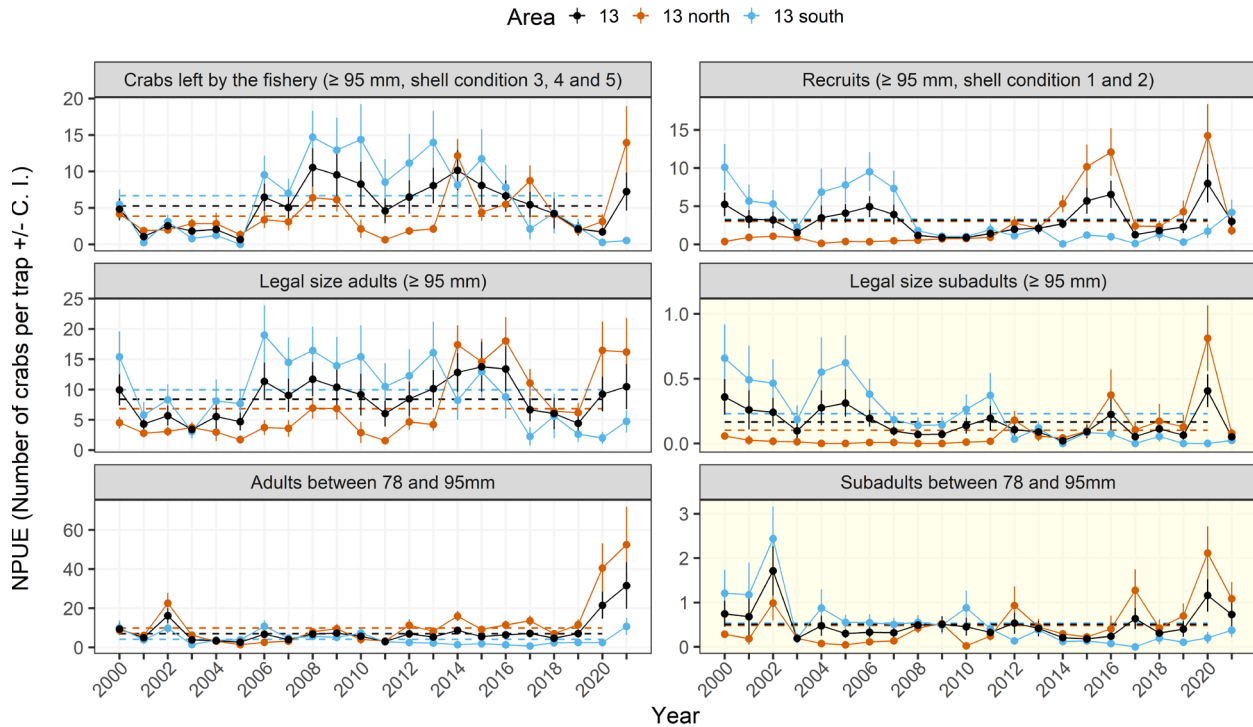 Area 13 13 north 13 south
NPUE (Number of crabs per trap +/- C. I.)
Crabs left by the fishery (≥ 95 mm, shell condition 3, 4 and 5)
20
15
10
5
0
Recruits (≥ 95 mm, shell condition 1 and 2)
15
10
5
0
Legal size adults (≥ 95 mm)
25
20
15
10
5
0
Legal size subadults (≥ 95 mm)
1.0
0.5
0.0
Adults between 78 and 95mm
60
40
20
0
2000 2002 2004 2006 2008 2010 2012 2014 2016 2018 2020
Subadults between 78 and 95mm
3
2
1
0
2000 2002 2004 2006 2008 2010 2012 2014 2016 2018 2020
Year